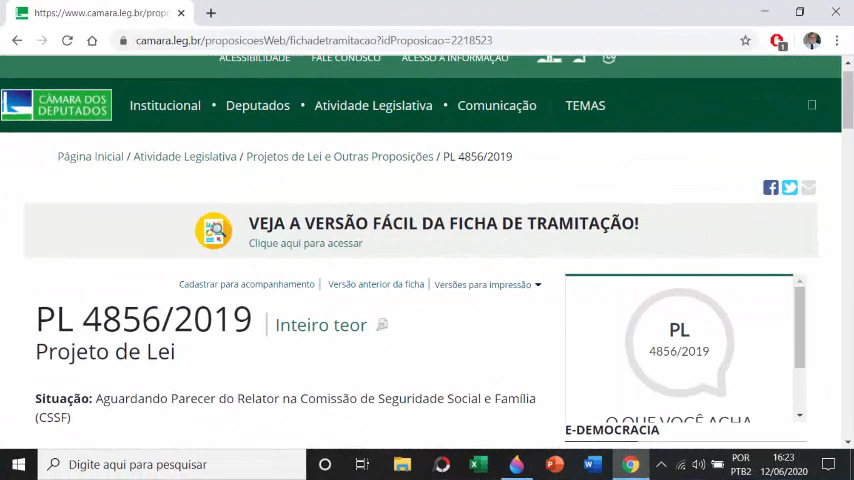 https://www.camara.leg.br/prop
camara.leg.br/proposicoesWeb/fichadetramitacao?idProposicao=2218523
1
ACESSIBILIDADE FALE CONOSCO ACESSO À INFORMAÇÃO
CÂMARA DOS
DEPUTADOS
Institucional • Deputados • Atividade Legislativa • Comunicação TEMAS
Página Inicial / Atividade Legislativa / Projetos de Lei e Outras Proposições / PL 4856/2019
VEJA A VERSÃO FÁCIL DA FICHA DE TRAMITAÇÃO!
Clique aqui para acessar
Cadastrar para acompanhamento | Versão anterior da ficha | Versões para impressão
PL 4856/2019 | Inteiro teor
Projeto de Lei
Situação: Aguardando Parecer do Relator na Comissão de Seguridade Social e Família
(CSSF)
PL
4856/2019
O QUE VOCÊ ACHA
E-DEMOCRACIA
Digite aqui para pesquisar
POR
PTB2
16:23
12/06/2020